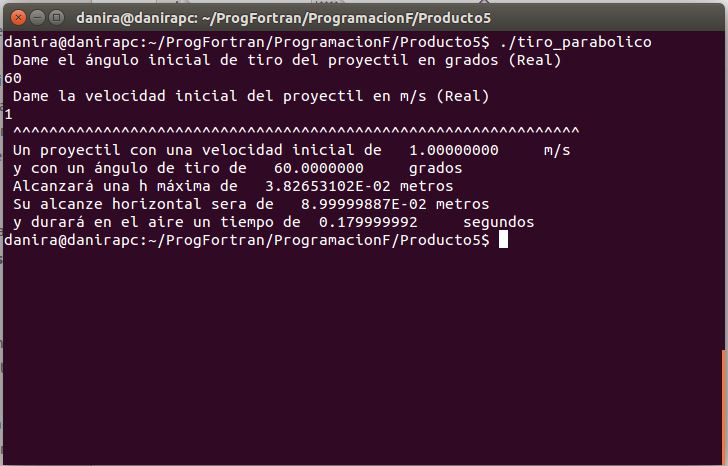 danira@danirapc: ~/ProgFortran/ProgramacionF/Producto5
danira@danirapc:~/ProgFortran/ProgramacionF/Producto5$ ./tiro_parabolico
Dame el ángulo inicial de tiro del proyectil en grados (Real)
60
Dame la velocidad inicial del proyectil en m/s (Real)
1
^^^^^^^^^^^^^^^^^^^^^^^^^^^^^^^^^^^^^^^^^^^^^^^^^^^^^^^^^^^^^^^
Un proyectil con una velocidad inicial de   1.00000000     m/s
y con un ángulo de tiro de   60.0000000     grados
Alcanzará una h máxima de   3.82653102E-02 metros
Su alcanze horizontal sera de   8.99999887E-02 metros
y durará en el aire un tiempo de  0.179999992     segundos
danira@danirapc:~/ProgFortran/ProgramacionF/Producto5$